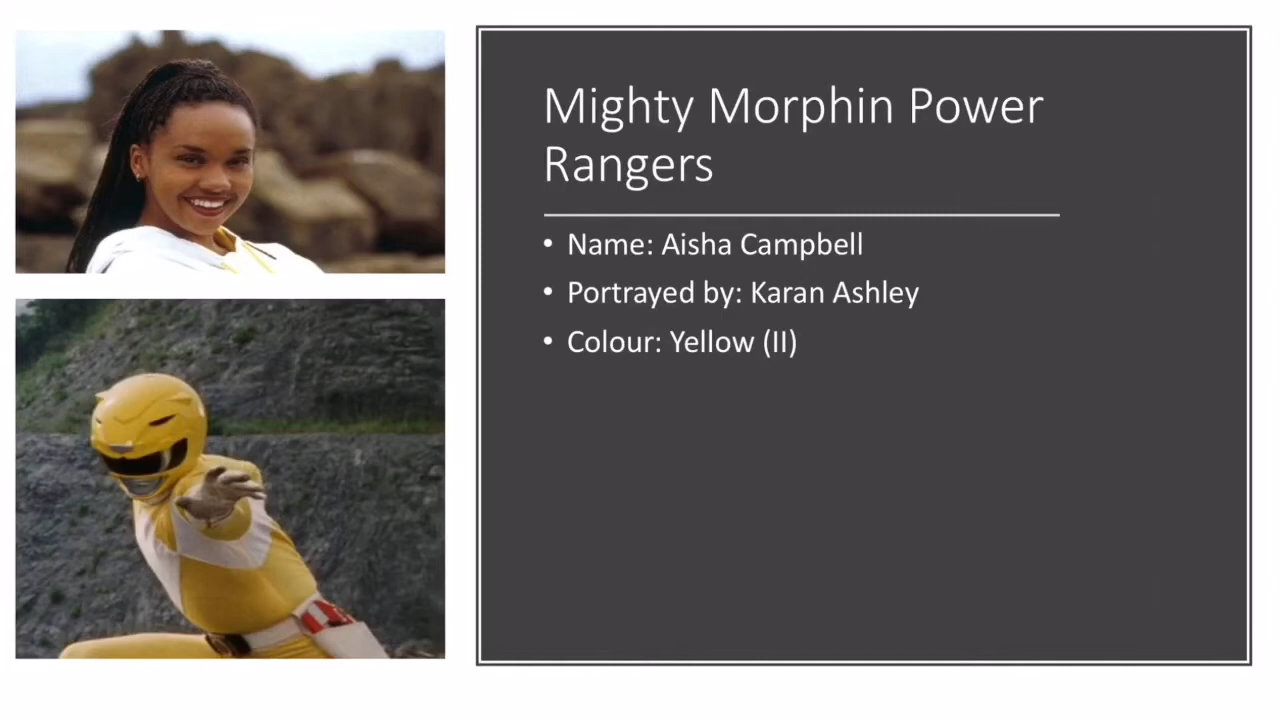 Mighty Morphin Power
Rangers
• Name: Aisha Campbell
• Portrayed by: Karan Ashley
• Colour: Yellow (II)